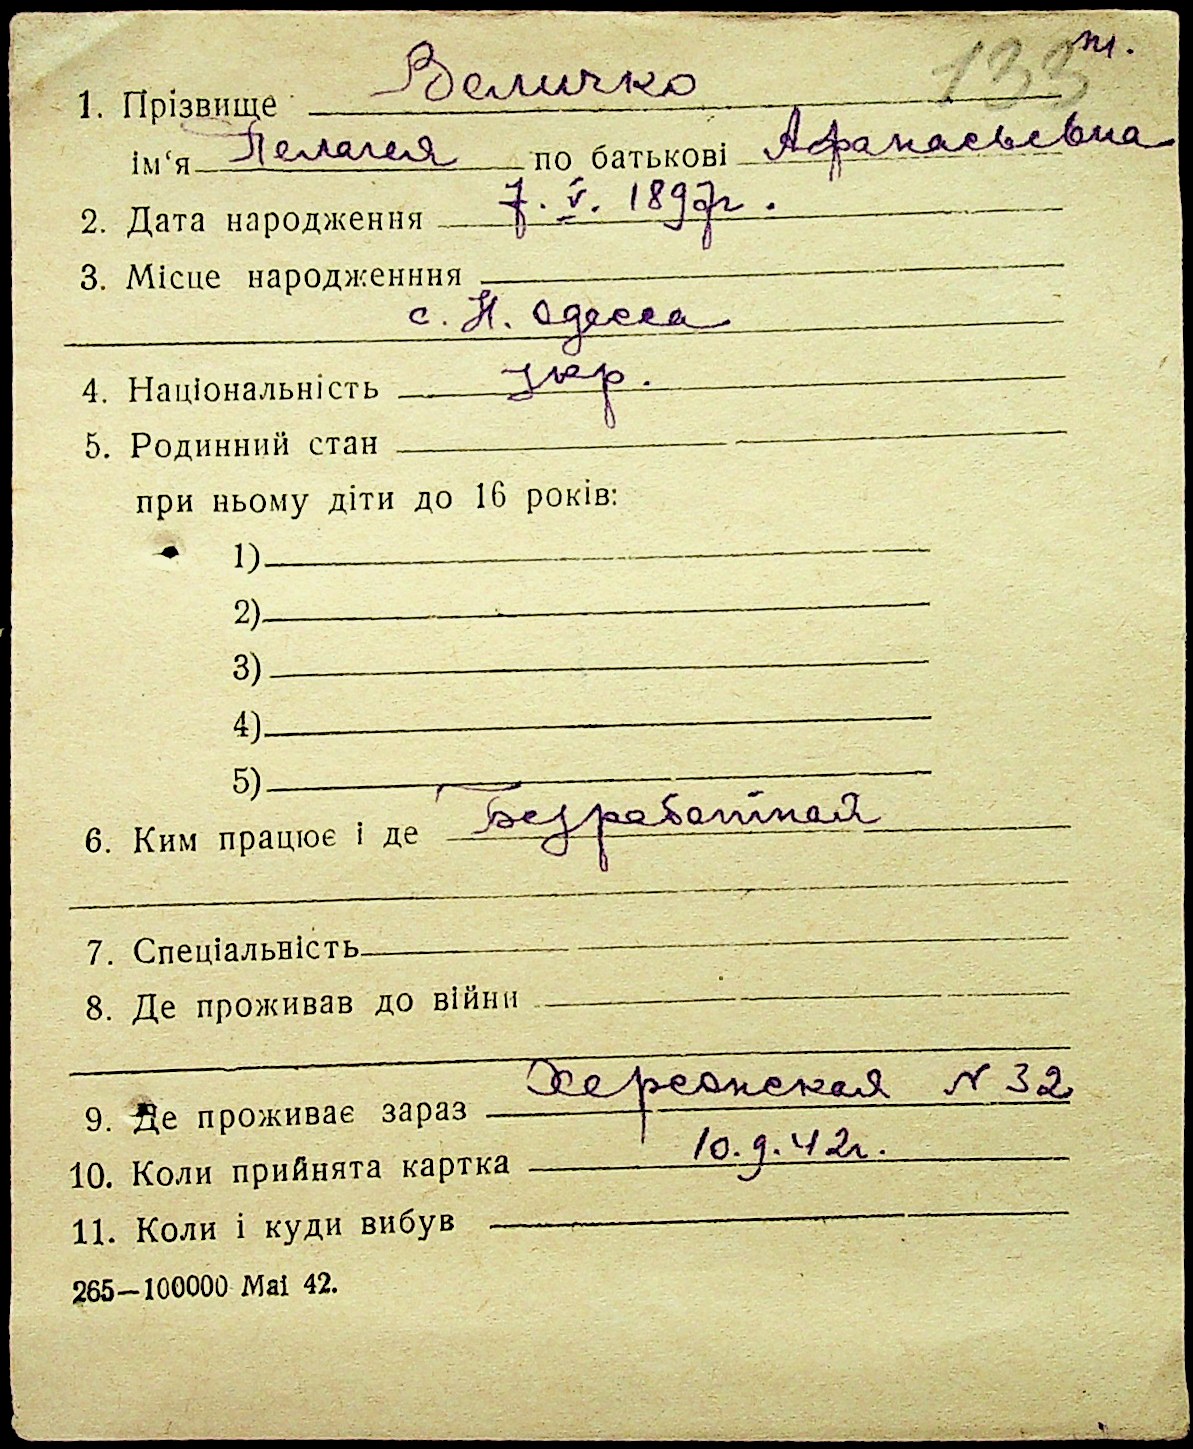 133 т.
1. Прізвище Величко
ім‘я Пелагея по батькові Афанасьевна
2. Дата народження 7. V. 1897г.
3. Місце народженння
с. Н. Одесса
4. Національність укр.
5. Родинний стан
при ньому діти до 16 років:
1)
2)
3)
4)
5)
6. Ким працює і де Безработная
7. Спеціальність
8. Де проживав до війни
9. Де проживає зараз Херсонская N 32
10. Коли прийнята картка 10.9.42г.
11. Коли і куди вибув
265—100000 Mai 42.